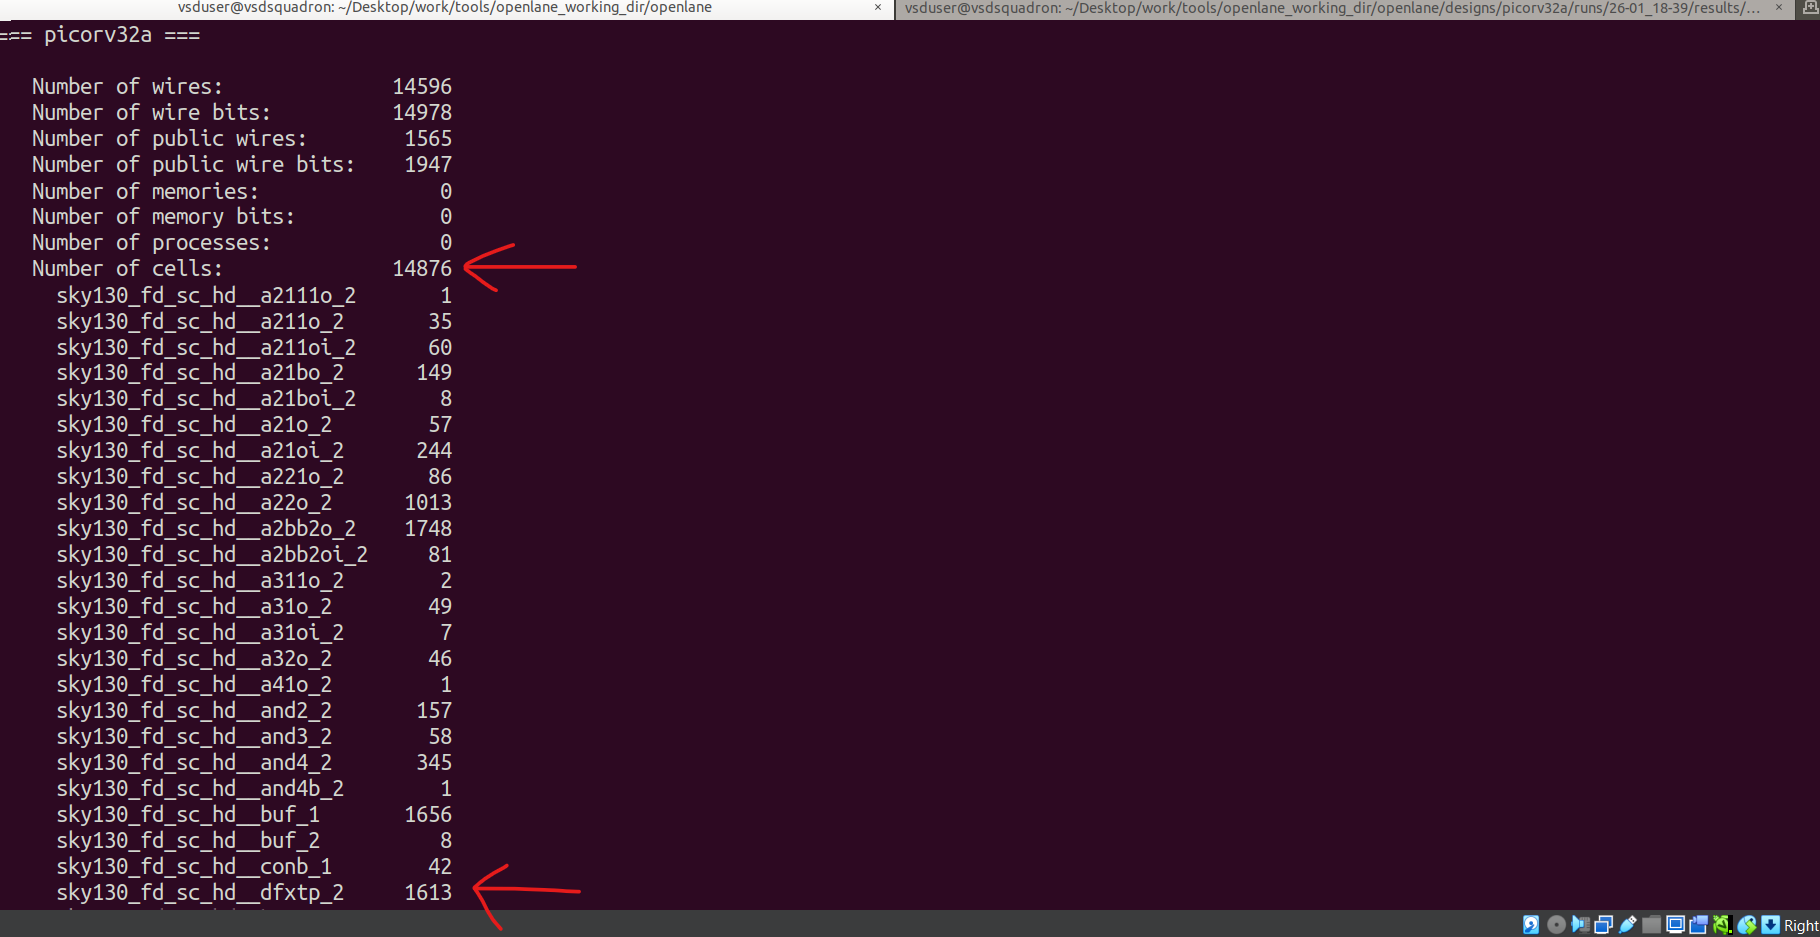 vsduser@vsdsquadron: ~/Desktop/work/tools/openlane_working_dir/openlane × vsduser@vsdsquadron: ~/Desktop/work/tools/openlane_working_dir/openlane/designs/picorv32a/runs/26-01_18-39/results/... ×
=== picorv32a ===
Number of wires: 14596
Number of wire bits: 14978
Number of public wires: 1565
Number of public wire bits: 1947
Number of memories: 0
Number of memory bits: 0
Number of processes: 0
Number of cells: 14876
sky130_fd_sc_hd__a2111o_2 1
sky130_fd_sc_hd__a211o_2 35
sky130_fd_sc_hd__a211oi_2 60
sky130_fd_sc_hd__a21bo_2 149
sky130_fd_sc_hd__a21boi_2 8
sky130_fd_sc_hd__a21o_2 57
sky130_fd_sc_hd__a21oi_2 244
sky130_fd_sc_hd__a221o_2 86
sky130_fd_sc_hd__a22o_2 1013
sky130_fd_sc_hd__a2bb2o_2 1748
sky130_fd_sc_hd__a2bb2oi_2 81
sky130_fd_sc_hd__a311o_2 2
sky130_fd_sc_hd__a31o_2 49
sky130_fd_sc_hd__a31oi_2 7
sky130_fd_sc_hd__a32o_2 46
sky130_fd_sc_hd__a41o_2 1
sky130_fd_sc_hd__and2_2 157
sky130_fd_sc_hd__and3_2 58
sky130_fd_sc_hd__and4_2 345
sky130_fd_sc_hd__and4b_2 1
sky130_fd_sc_hd__buf_1 1656
sky130_fd_sc_hd__buf_2 8
sky130_fd_sc_hd__conb_1 42
sky130_fd_sc_hd__dfxtp_2 1613
Right